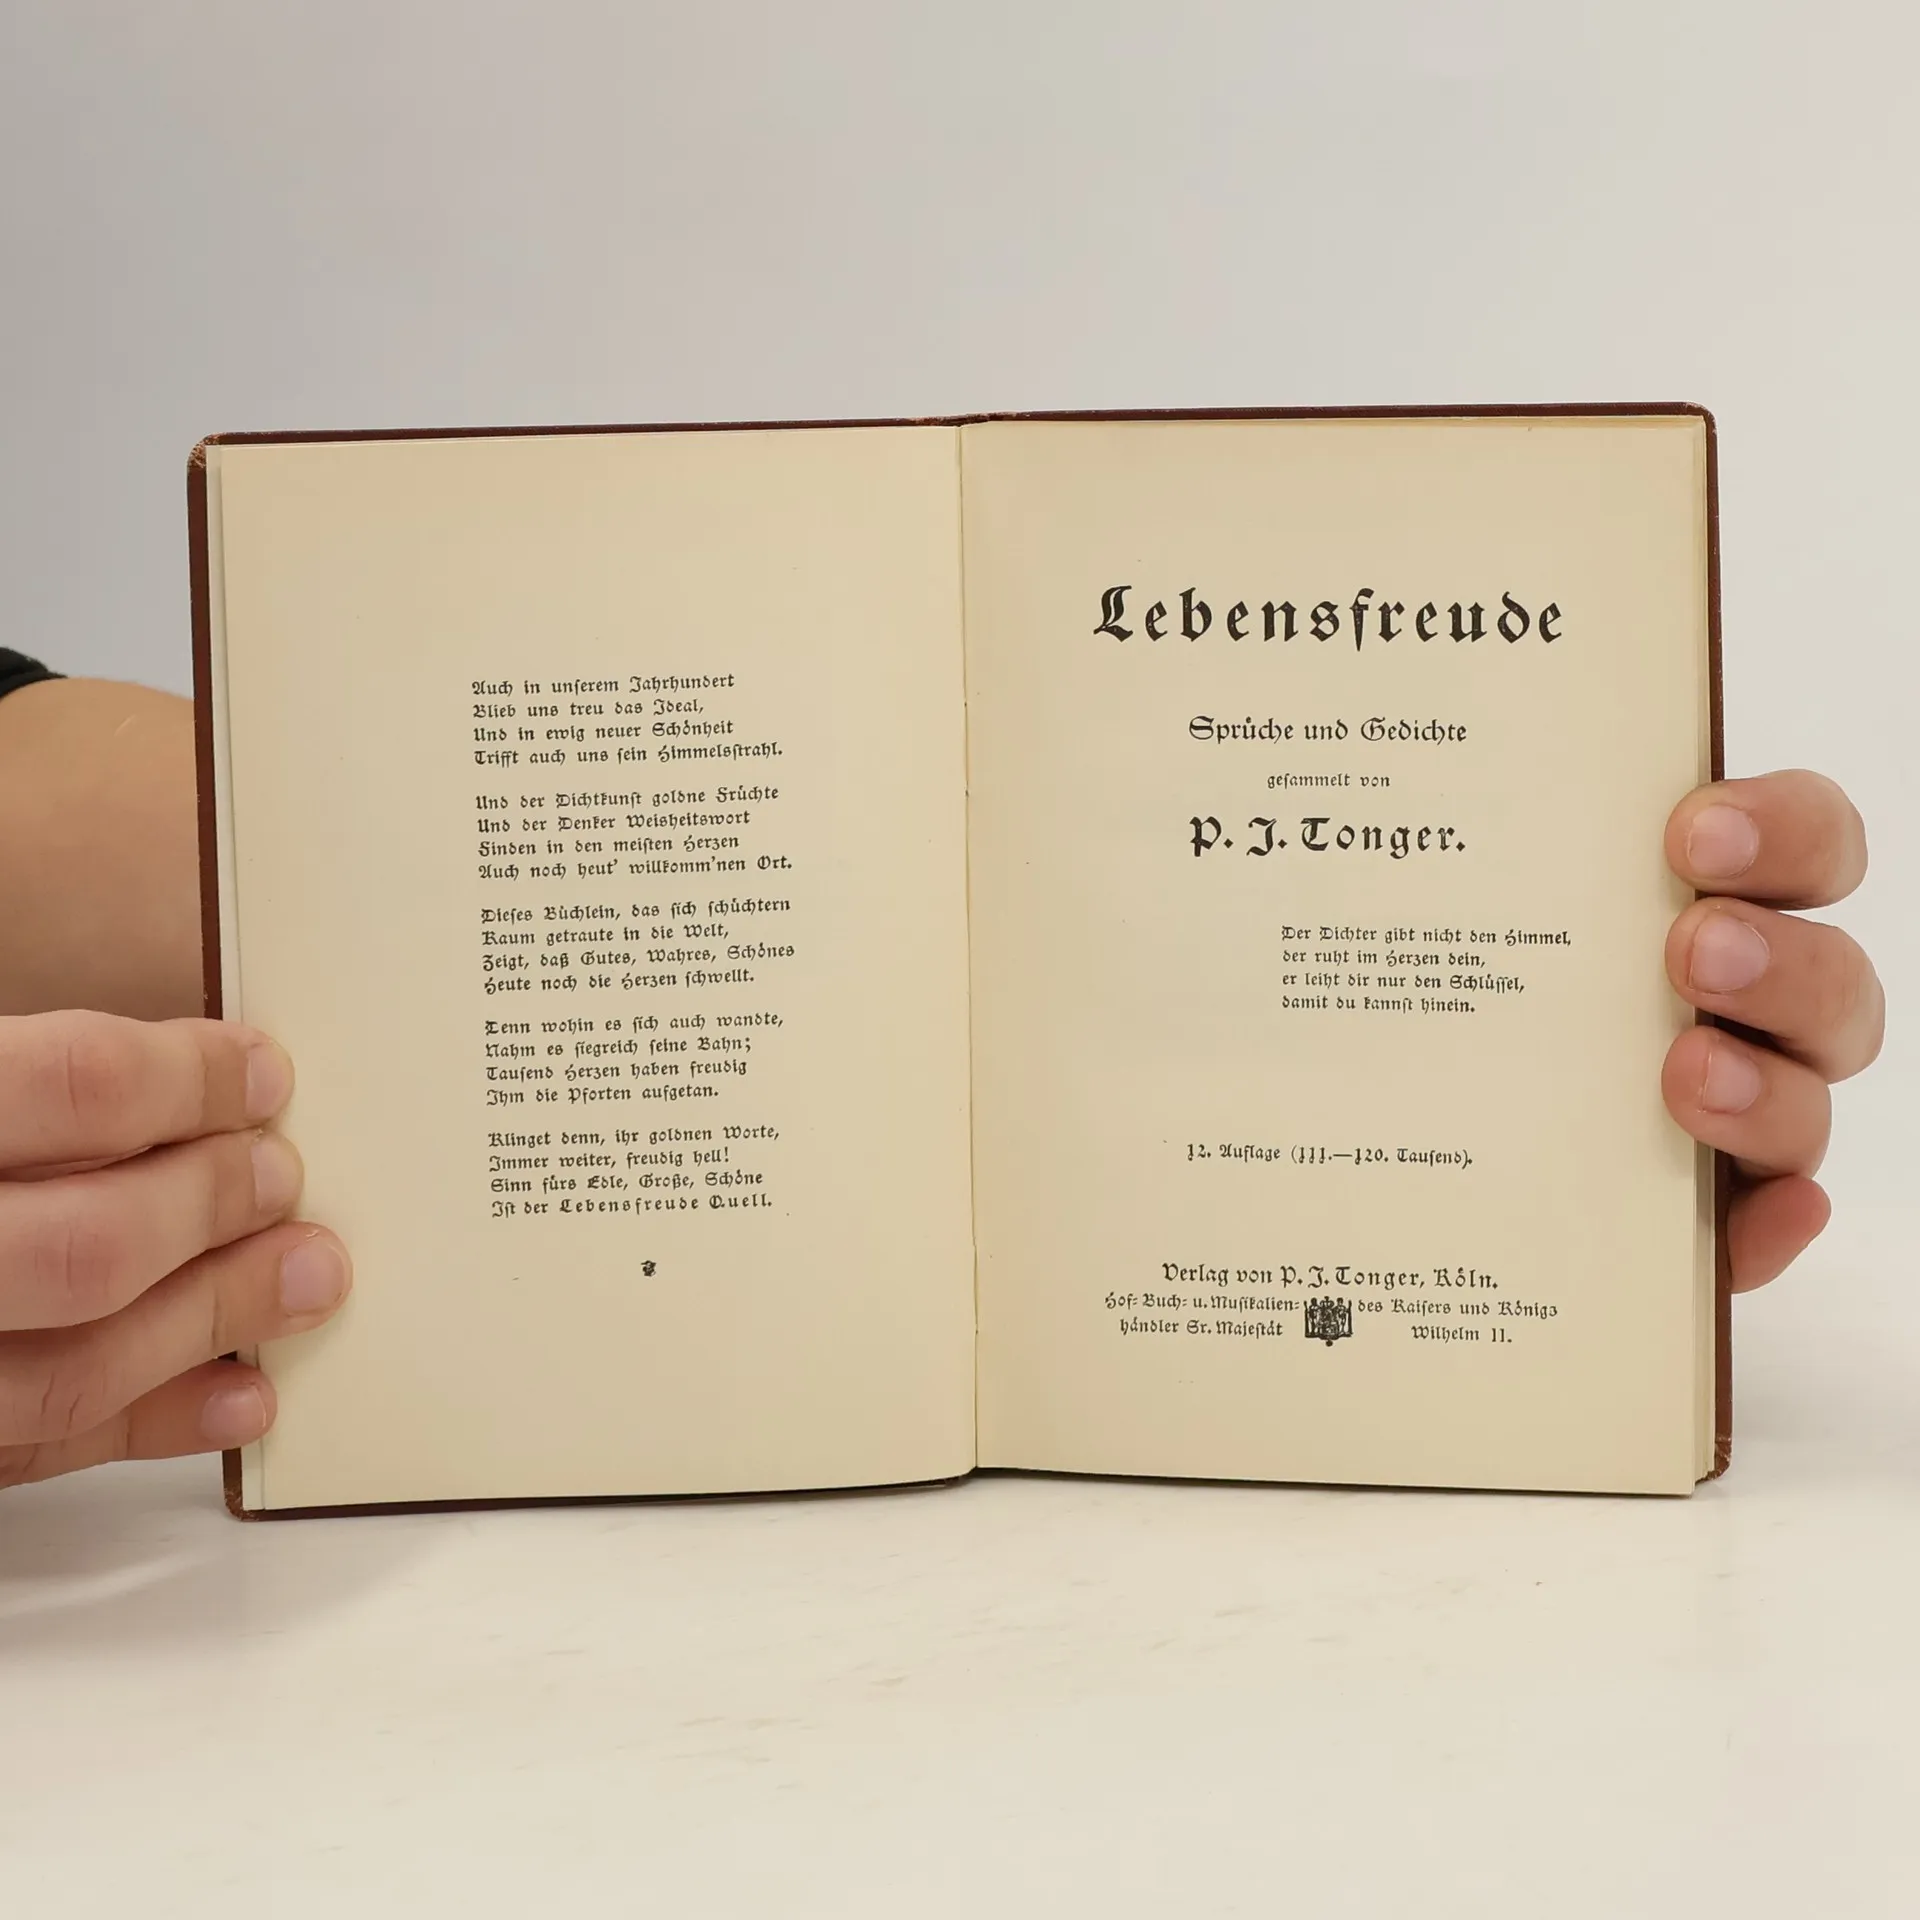 Auch in unserem Jahrhundert
Blieb uns treu das Ideal,
Und in ewig neuer Schönheit
Trifft auch uns sein Himmelsstrahl.
Und der Dichtkunst goldne Früchte
Und der Denker Weisheitswort
Finden in den meisten Herzen
Auch noch heut' willkomm'nen Ort.
Dieses Büchlein, das sich schüchtern
Kaum getraute in die Welt,
Zeigt, daß Gutes, Wahres, Schönes
Heute noch die Herzen schwellt.
Denn wohin es sich auch wandte,
Nahm es siegreich seine Bahn;
Tausend Herzen haben freudig
Ihm die Pforten aufgetan.
Klinget denn, ihr goldnen Worte,
Immer weiter, freudig hell!
Sinn fürs Edle, Große, Schöne
Ist der Lebensfreude Quell.
Lebensfreude
Sprüche und Gedichte
gesammelt von
P. J. Tonger.
Der Dichter gibt nicht den Himmel,
der ruht im Herzen dein,
er leiht dir nur den Schlüssel,
damit du kannst hinein.
12. Auflage (111.—120. Tausend).
Verlag von P. J. Tonger, Köln.
Hof- Buch- u. Musikalien- des Kaisers und Königs
händler Sr. Majestät Wilhelm II.